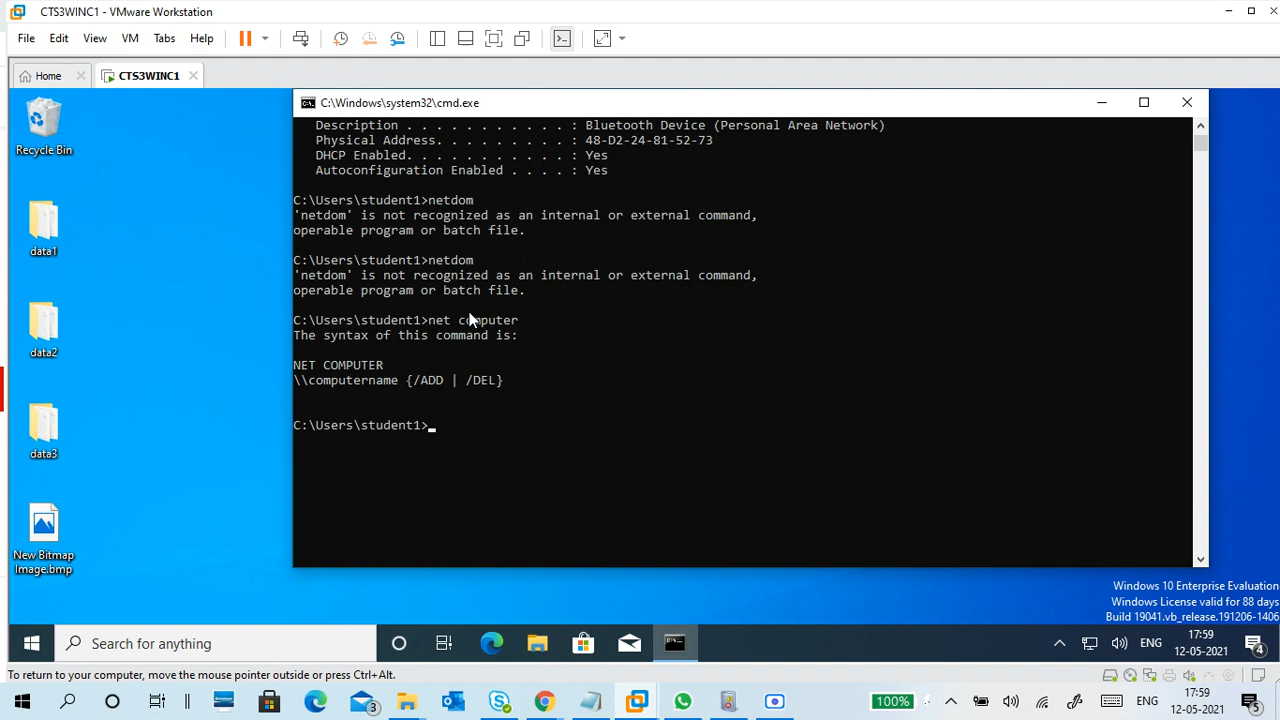 CTS3WINC1 - VMware Workstation
File Edit View VM Tabs Help
Home
CTS3WINC1
Recycle Bin
data1
data2
data3
New Bitmap
Image.bmp
C:\Windows\system32\cmd.exe
Description . . . . . . . . . . . : Bluetooth Device (Personal Area Network)
Physical Address. . . . . . . . . : 48-D2-24-81-52-73
DHCP Enabled. . . . . . . . . . . : Yes
Autoconfiguration Enabled . . . . : Yes
C:\Users\student1>netdom
'netdom' is not recognized as an internal or external command,
operable program or batch file.
C:\Users\student1>netdom
'netdom' is not recognized as an internal or external command,
operable program or batch file.
C:\Users\student1>net computer
The syntax of this command is:
NET COMPUTER
\\computername {/ADD | /DEL}
C:\Users\student1>
Windows 10 Enterprise Evaluation
Windows License valid for 88 days
Build 19041.vb_release.191206-1406
Search for anything
ENG
17:59
12-05-2021
4
To return to your computer, move the mouse pointer outside or press Ctrl+Alt.
3
100%
ENG
17:59
12-05-2021
5